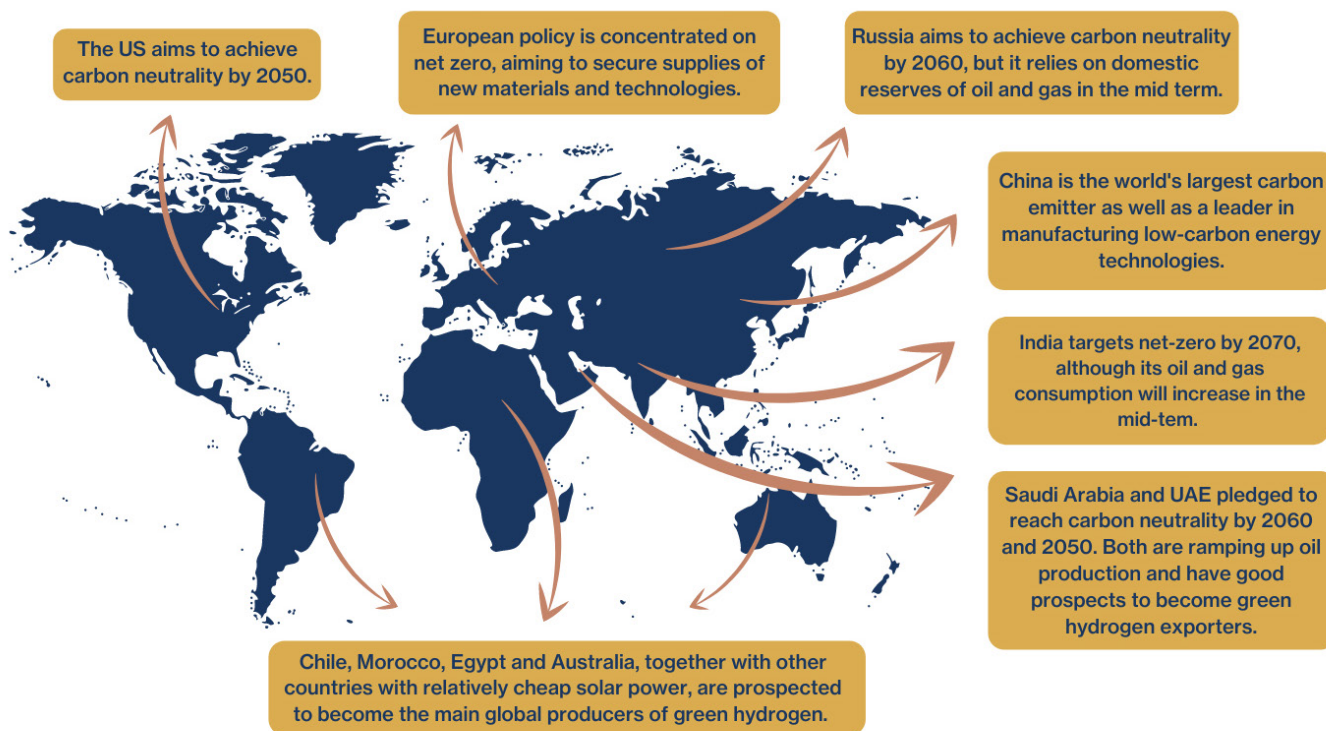 The US aims to achieve
carbon neutrality by 2050.
European policy is concentrated on
net zero, aiming to secure supplies of
new materials and technologies.
Russia aims to achieve carbon neutrality
by 2060, but it relies on domestic
reserves of oil and gas in the mid term.
China is the world's largest carbon
emitter as well as a leader in
manufacturing low-carbon energy
technologies.
India targets net-zero by 2070,
although its oil and gas
consumption will increase in the
mid-tem.
Saudi Arabia and UAE pledged to
reach carbon neutrality by 2060
and 2050. Both are ramping up oil
production and have good
prospects to become green
hydrogen exporters.
Chile, Morocco, Egypt and Australia, together with other
countries with relatively cheap solar power, are prospected
to become the main global producers of green hydrogen.